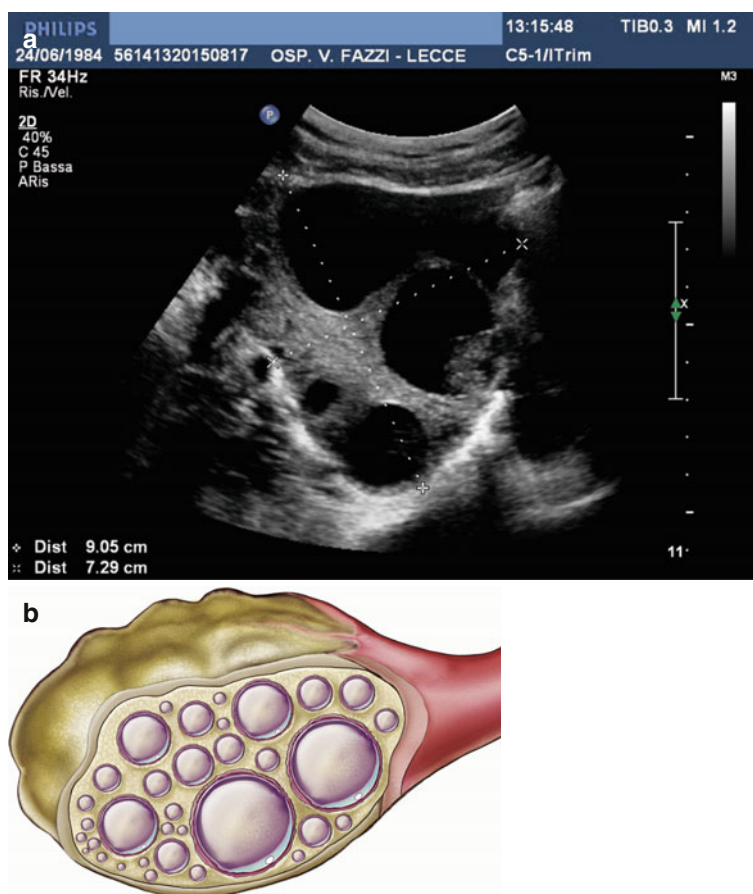 PHILIPS
a
13:15:48 TIB0.3 MI 1.2
24/06/1984 56141320150817 OSP. V. FAZZI - LECCE C5-1/ITrim
FR 34Hz
Ris./Vel.
2D
40%
C 45
P Bassa
ARis
P
M3
x
11
Dist 9.05 cm
Dist 7.29 cm
b